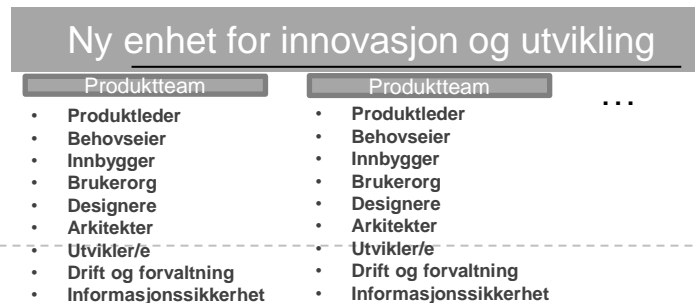 Ny enhet for innovasjon og utvikling
Produktteam
• Produktleder
• Behovseier
• Innbygger
• Brukerorg
• Designere
• Arkitekter
• Utvikler/e
• Drift og forvaltning
• Informasjonssikkerhet
Produktteam
• Produktleder
• Behovseier
• Innbygger
• Brukerorg
• Designere
• Arkitekter
• Utvikler/e
• Drift og forvaltning
• Informasjonssikkerhet
...